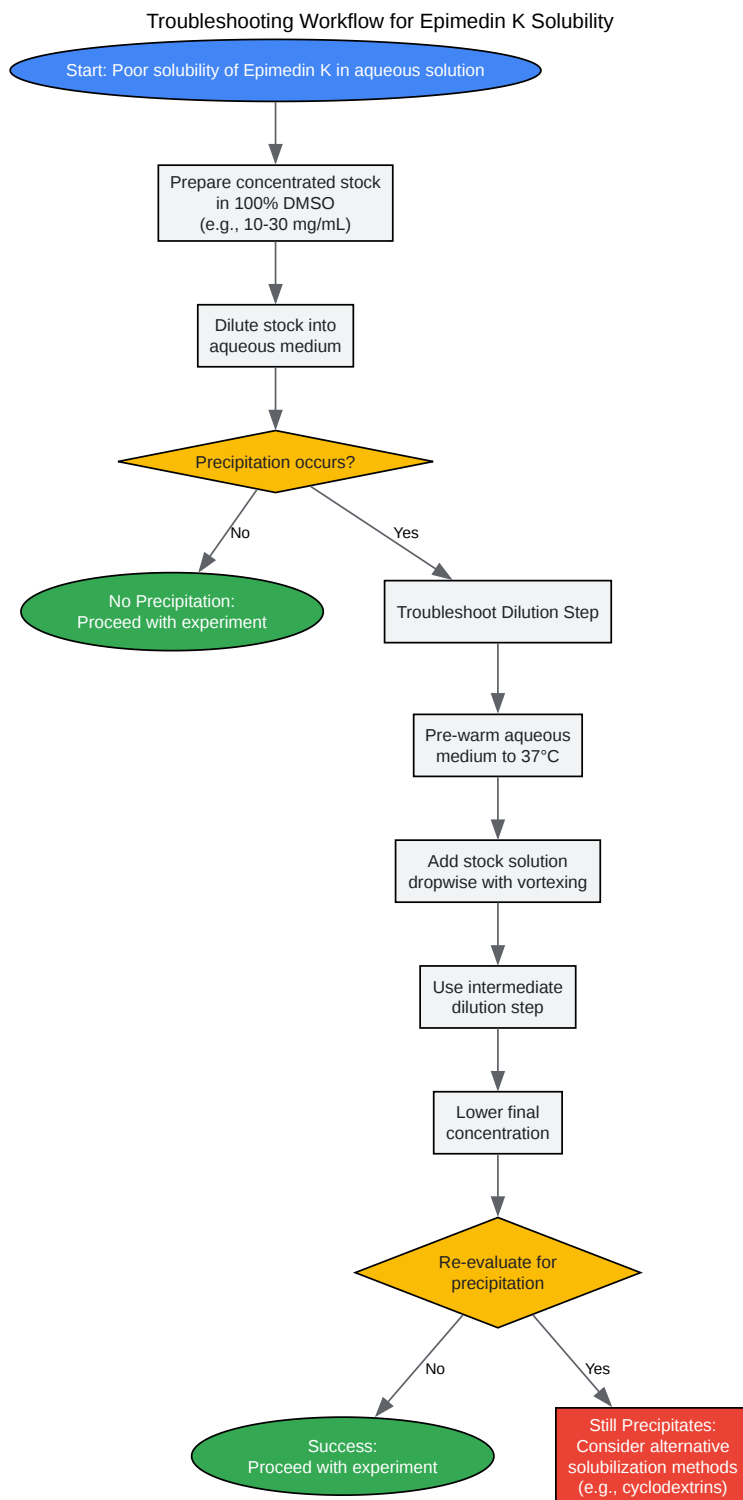 Troubleshooting Workflow for Epimedin K Solubility
Start: Poor solubility of Epimedin K in aqueous solution
Prepare concentrated stock
in 100% DMSO
(e.g., 10-30 mg/mL)
Dilute stock into
aqueous medium
Precipitation occurs?
No
Yes
No Precipitation:
Proceed with experiment
Troubleshoot Dilution Step
Pre-warm aqueous
medium to 37°C
Add stock solution
dropwise with vortexing
Use intermediate
dilution step
Lower final
concentration
Re-evaluate for
precipitation
No
Yes
Success:
Proceed with experiment
Still Precipitates:
Consider alternative
solubilization methods
(e.g., cyclodextrins)